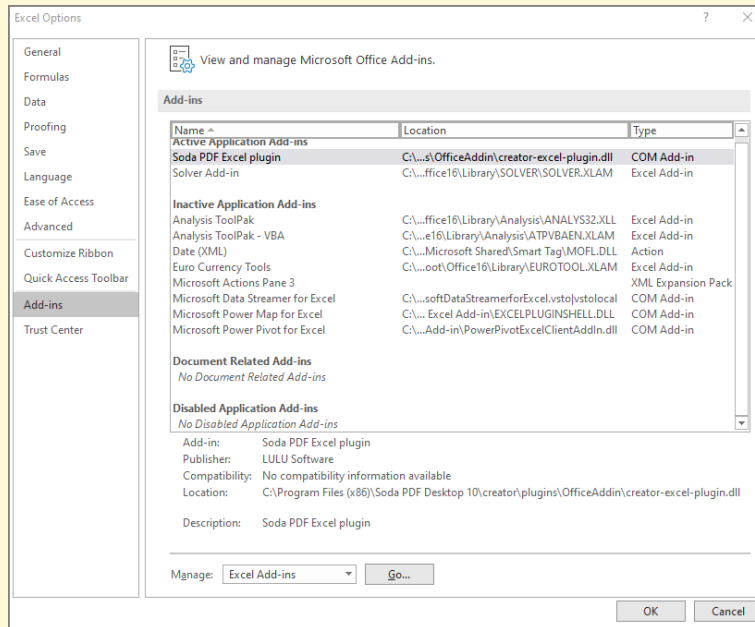 Excel Options ? X
General
Formulas
Data
Proofing
Save
Language
Ease of Access
Advanced
Customize Ribbon
Quick Access Toolbar
Add-ins
Trust Center
View and manage Microsoft Office Add-ins.
Add-ins
Name Location Type
Active Application Add-ins
Soda PDF Excel plugin C:\...s\OfficeAddin\creator-excel-plugin.dll COM Add-in
Solver Add-in C:\...ffice16\Library\SOLVER\SOLVER.XLAM Excel Add-in
Inactive Application Add-ins
Analysis ToolPak C:\...ffice16\Library\Analysis\ANALYS32.XLL Excel Add-in
Analysis ToolPak - VBA C:\...e16\Library\Analysis\ATPVBAEN.XLAM Excel Add-in
Date (XML) C:\...Microsoft Shared\Smart Tag\MOFL.DLL Action
Euro Currency Tools C:\...oot\Office16\Library\EUROTOOL.XLAM Excel Add-in
Microsoft Actions Pane 3 XML Expansion Pack
Microsoft Data Streamer for Excel C:\...softDataStreamerforExcel.vsto|vstolocal COM Add-in
Microsoft Power Map for Excel C:\... Excel Add-in\EXCELPLUGINSHELL.DLL COM Add-in
Microsoft Power Pivot for Excel C:\...Add-in\PowerPivotExcelClientAddIn.dll COM Add-in
Document Related Add-ins
No Document Related Add-ins
Disabled Application Add-ins
No Disabled Application Add-ins
Add-in: Soda PDF Excel plugin
Publisher: LULU Software
Compatibility: No compatibility information available
Location: C:\Program Files (x86)\Soda PDF Desktop 10\creator\plugins\OfficeAddin\creator-excel-plugin.dll
Description: Soda PDF Excel plugin
Manage: Excel Add-ins Go...
OK Cancel